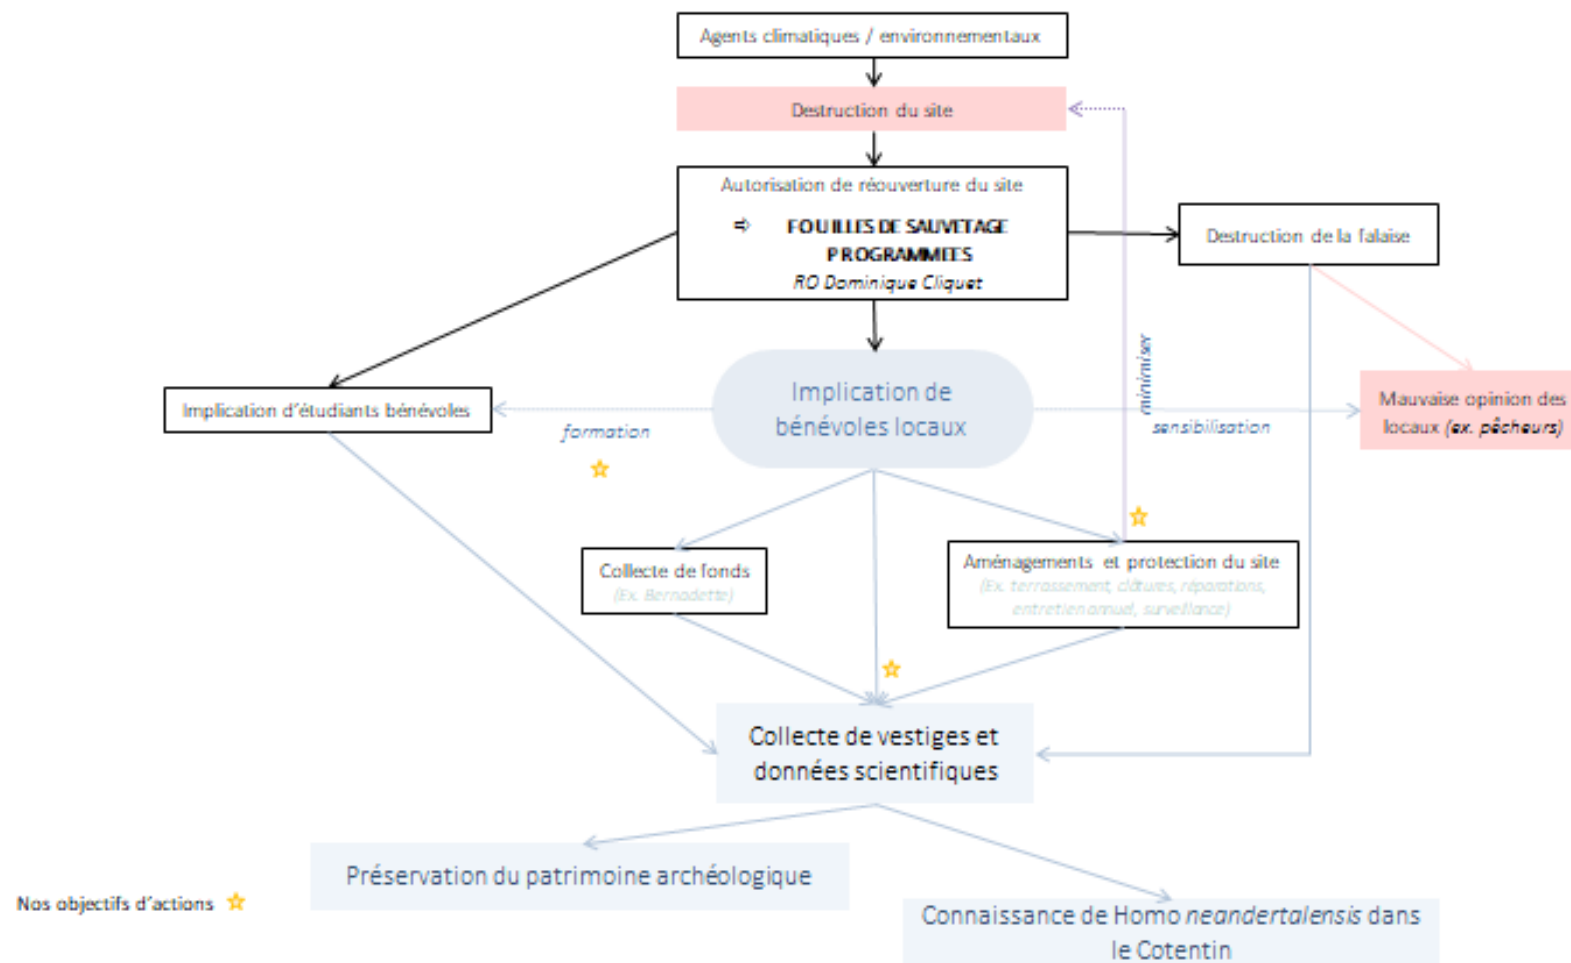 Agents climatiques / environnementaux
Destruction du site
Autorisation de réouverture du site
⇨ FOUILLES DE SAUVETAGE
PROGRAMMEES
RO Dominique Cliquet
Destruction de la falaise
Implication d'étudiants bénévoles
formation
Implication de
bénévoles locaux
minimiser
sensibilisation
Mauvaise opinion des
locaux (ex. pêcheurs)
Collecte de fonds
(Ex. Bernadette)
Aménagements et protection du site
(Ex. terrassement, clôtures, réparations,
entretien annuel, surveillance)
Collecte de vestiges et
données scientifiques
Préservation du patrimoine archéologique
Nos objectifs d'actions
Connaissance de Homo neandertalensis dans
le Cotentin